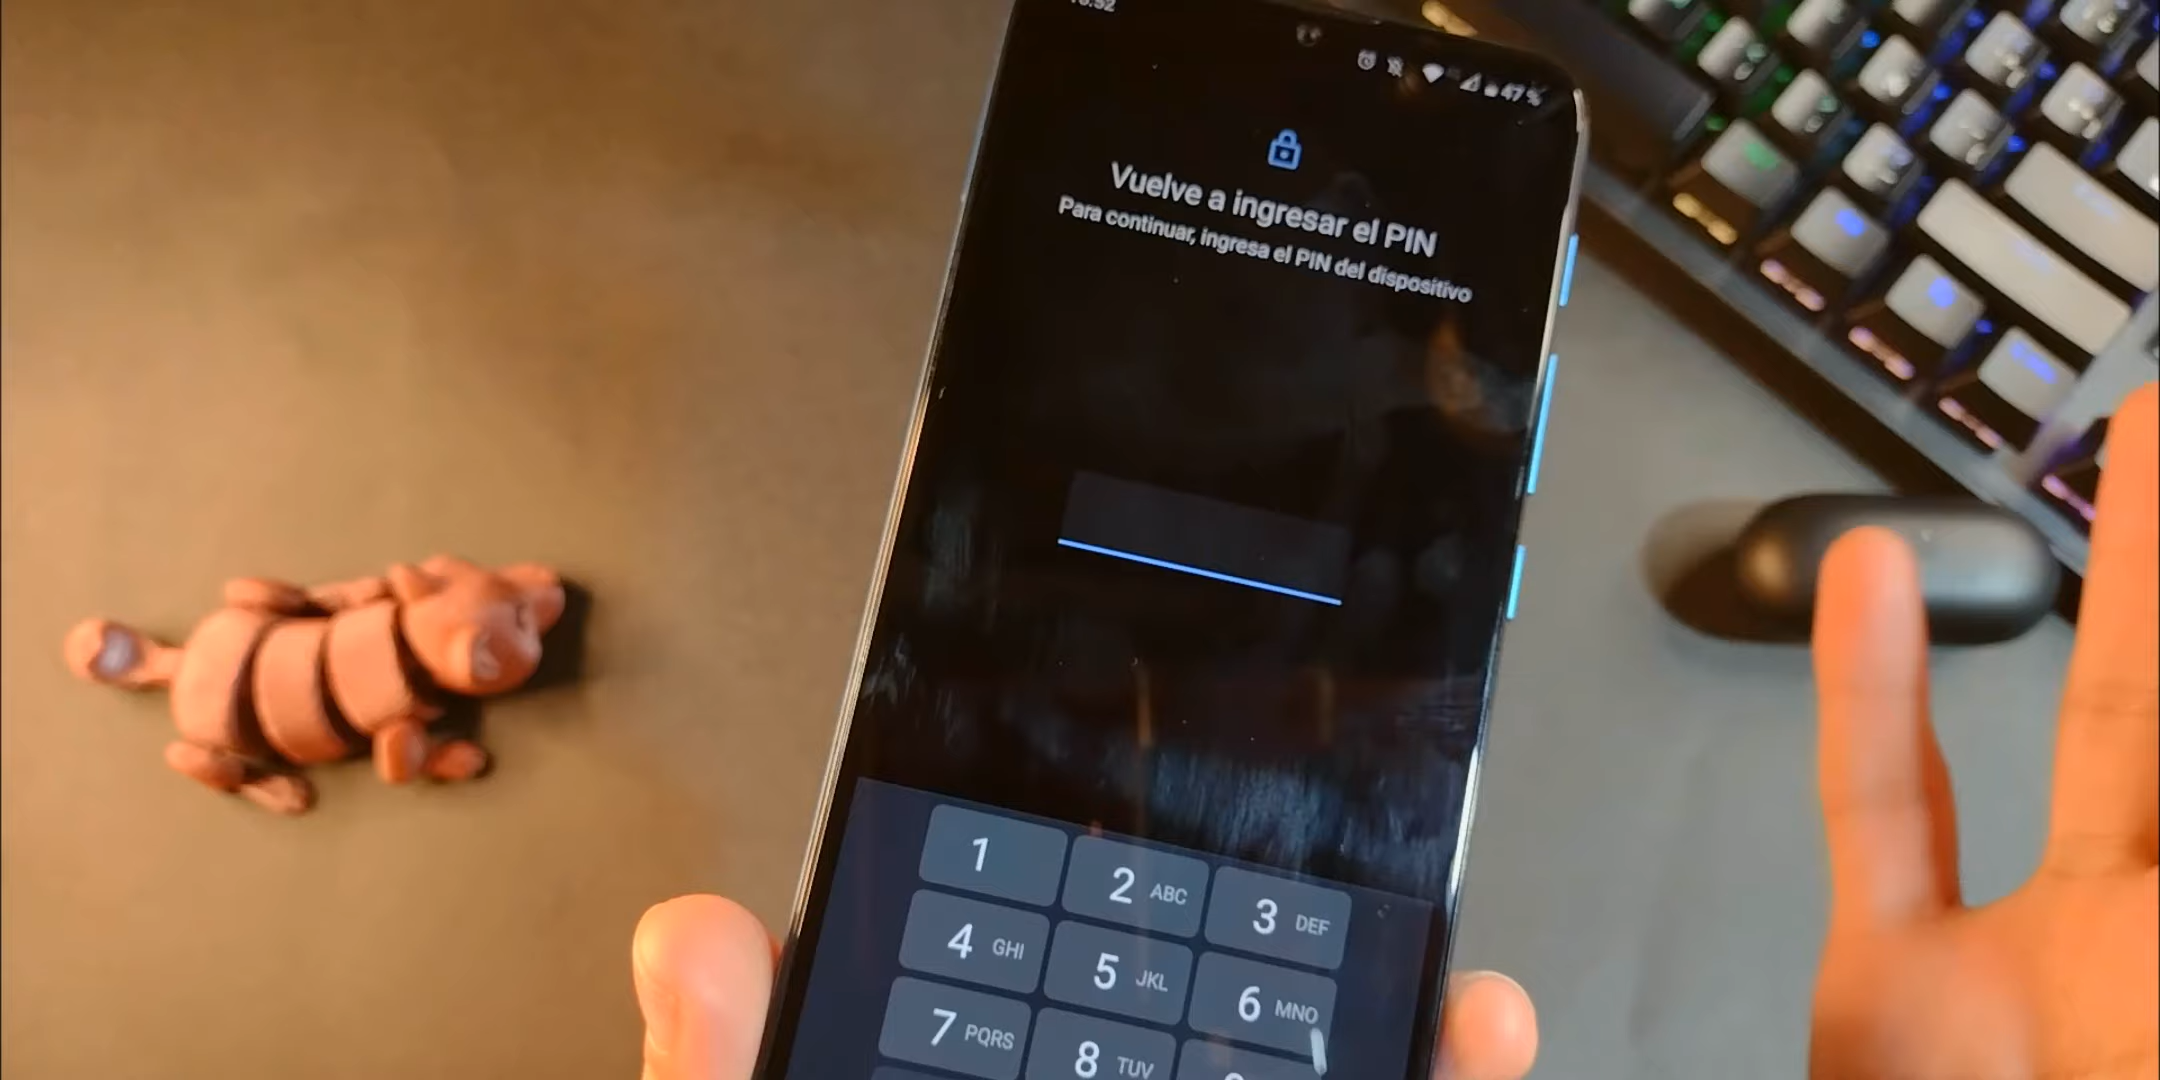 47 %
Vuelve a ingresar el PIN
Para continuar, ingresa el PIN del dispositivo
1
2 ABC
3 DEF
4 GHI
5 JKL
6 MNO
7 PQRS
8 TUV